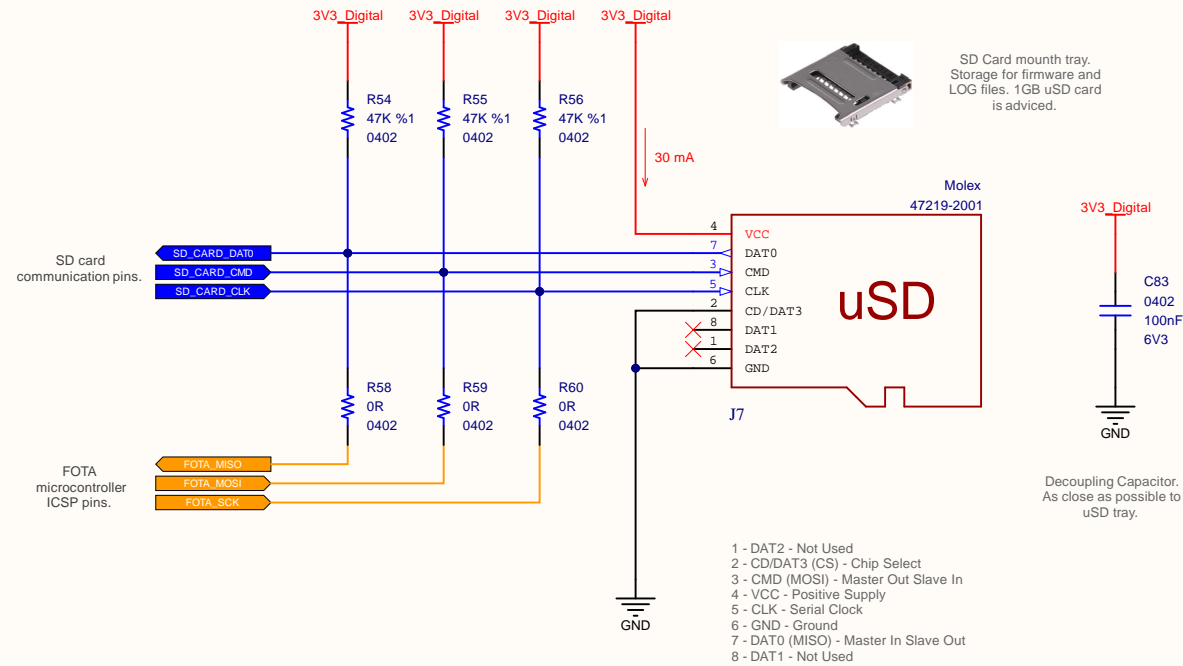 3V3_Digital
3V3_Digital
3V3_Digital
3V3_Digital
R54
47K %1
0402
R55
47K %1
0402
R56
47K %1
0402
30 mA
SD Card mounth tray.
Storage for firmware and
LOG files. 1GB uSD card
is adviced.
Molex
47219-2001
SD card
communication pins.
SD_CARD_DAT0
SD_CARD_CMD
SD_CARD_CLK
4
7
3
5
2
8
1
6
VCC
DAT0
CMD
CLK
CD/DAT3
DAT1
DAT2
GND
uSD
J7
3V3_Digital
C83
0402
100nF
6V3
GND
Decoupling Capacitor.
As close as possible to
uSD tray.
R58
0R
0402
R59
0R
0402
R60
0R
0402
FOTA
microcontroller
ICSP pins.
FOTA_MISO
FOTA_MOSI
FOTA_SCK
GND
1 - DAT2 - Not Used
2 - CD/DAT3 (CS) - Chip Select
3 - CMD (MOSI) - Master Out Slave In
4 - VCC - Positive Supply
5 - CLK - Serial Clock
6 - GND - Ground
7 - DAT0 (MISO) - Master In Slave Out
8 - DAT1 - Not Used